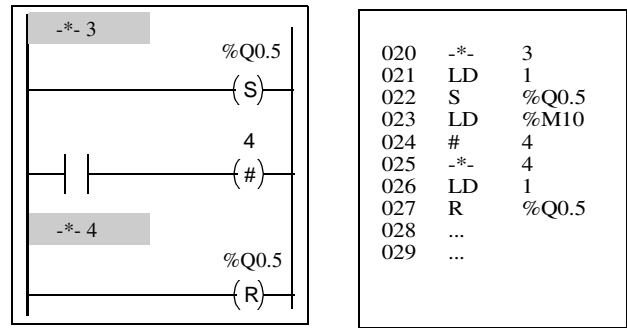 -*- 3
%Q0.5
S
4
#
-*- 4
%Q0.5
R
020 -*- 3
021 LD 1
022 S %Q0.5
023 LD %M10
024 # 4
025 -*- 4
026 LD 1
027 R %Q0.5
028 ...
029 ...